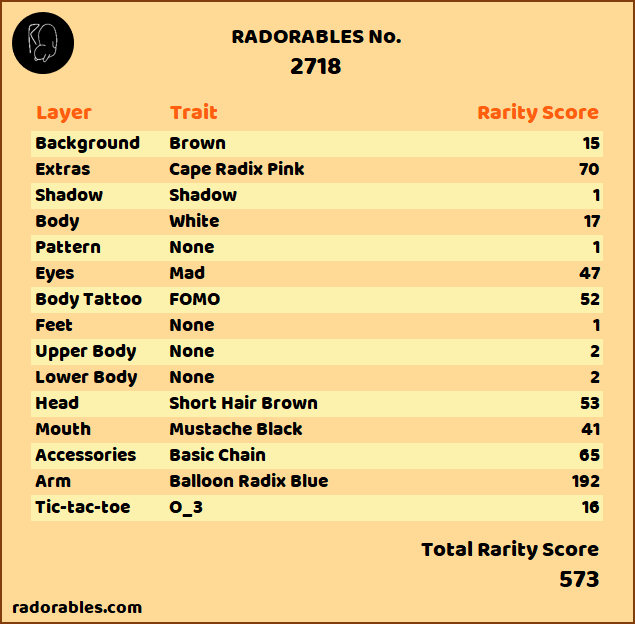 RADORABLES No.
2718
Layer Trait Rarity Score
Background Brown 15
Extras Cape Radix Pink 70
Shadow Shadow 1
Body White 17
Pattern None 1
Eyes Mad 47
Body Tattoo FOMO 52
Feet None 1
Upper Body None 2
Lower Body None 2
Head Short Hair Brown 53
Mouth Mustache Black 41
Accessories Basic Chain 65
Arm Balloon Radix Blue 192
Tic-tac-toe O_3 16
Total Rarity Score
573
radorables.com